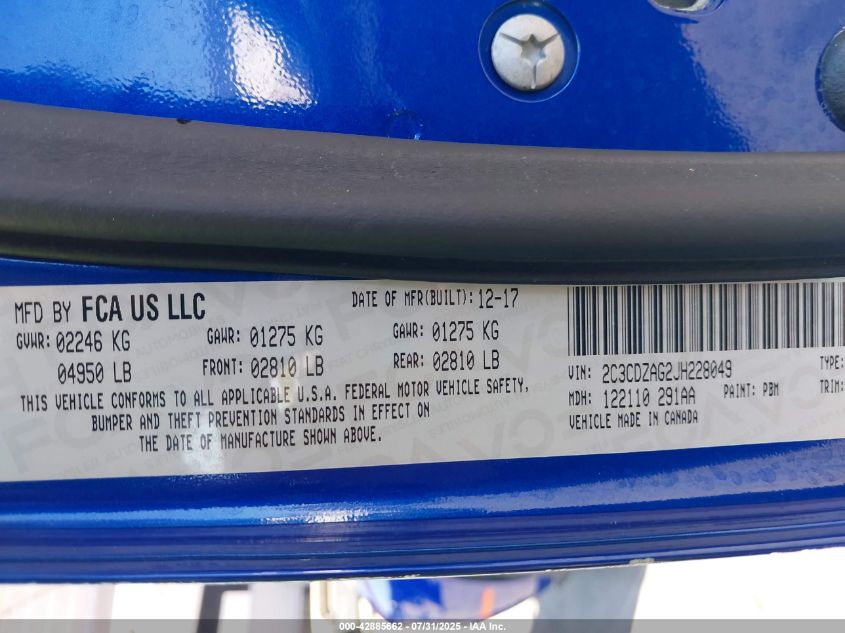 MFD BY FCA US LLC
DATE OF MFR(BUILT): 12-17
GVWR: 02246 KG
GAWR: 01275 KG
GAWR: 01275 KG
04950 LB
FRONT: 02810 LB
REAR: 02810 LB
THIS VEHICLE CONFORMS TO ALL APPLICABLE U.S.A. FEDERAL MOTOR VEHICLE SAFETY,
BUMPER AND THEFT PREVENTION STANDARDS IN EFFECT ON
THE DATE OF MANUFACTURE SHOWN ABOVE.
VIN: 2C3CDZAG2JH228049
TYPE:
MDH: 122110 291AA
PAINT: PBM
TRIM:
VEHICLE MADE IN CANADA
000-42885662 - 07/31/2025 - IAA Inc.